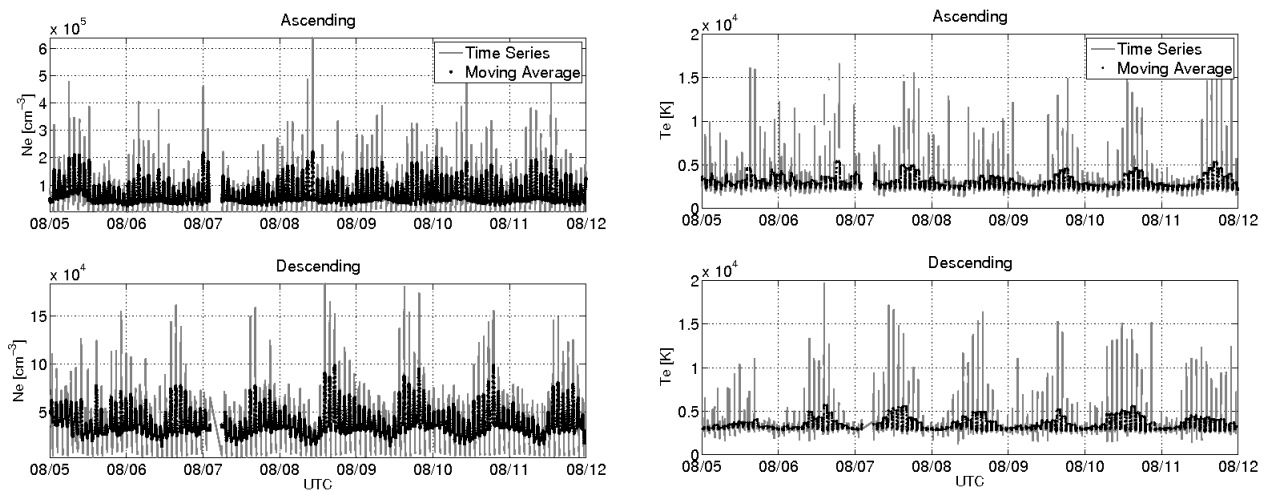 Ascending
x 10^5
Ne [cm^-3]
6
5
4
3
2
1
Time Series
Moving Average
08/05 08/06 08/07 08/08 08/09 08/10 08/11 08/12
Ascending
x 10^4
Te [K]
2
1.5
1
0.5
0
Time Series
Moving Average
08/05 08/06 08/07 08/08 08/09 08/10 08/11 08/12
Descending
x 10^4
Ne [cm^-3]
15
10
5
08/05 08/06 08/07 08/08 08/09 08/10 08/11 08/12
UTC
Descending
x 10^4
Te [K]
2
1.5
1
0.5
0
08/05 08/06 08/07 08/08 08/09 08/10 08/11 08/12
UTC